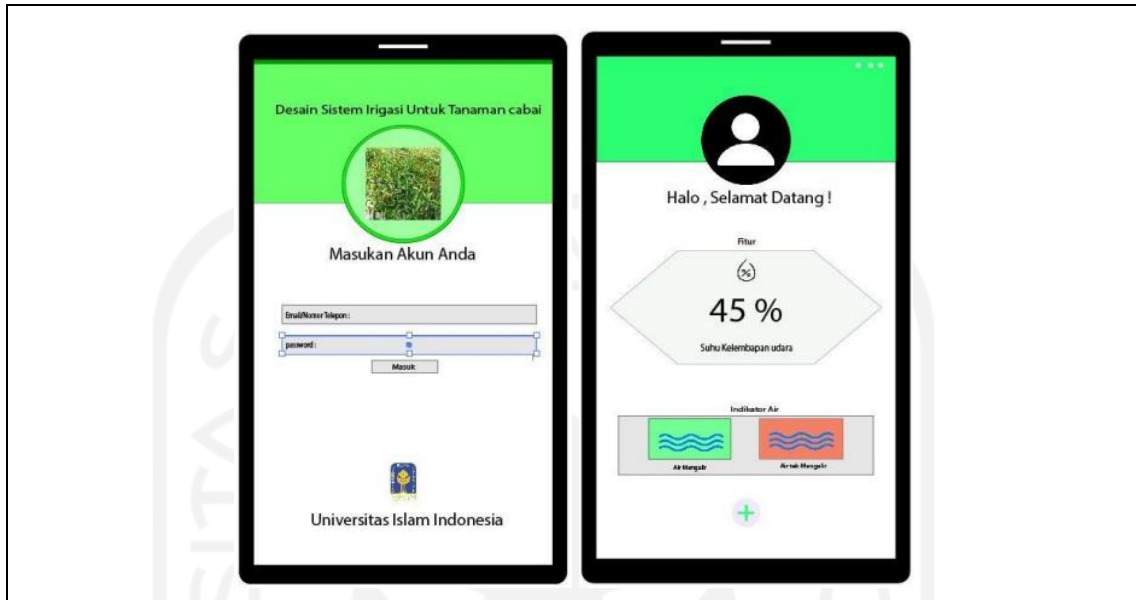 Desain Sistem Irigasi Untuk Tanaman cabai
Masukan Akun Anda
Email/Nomor Telepon :
password :
Masuk
Universitas Islam Indonesia
Halo , Selamat Datang !
Fitur
%
45 %
Suhu Kelembapan udara
Indikator Air
Air Mengalir
Air tak Mengalir
+